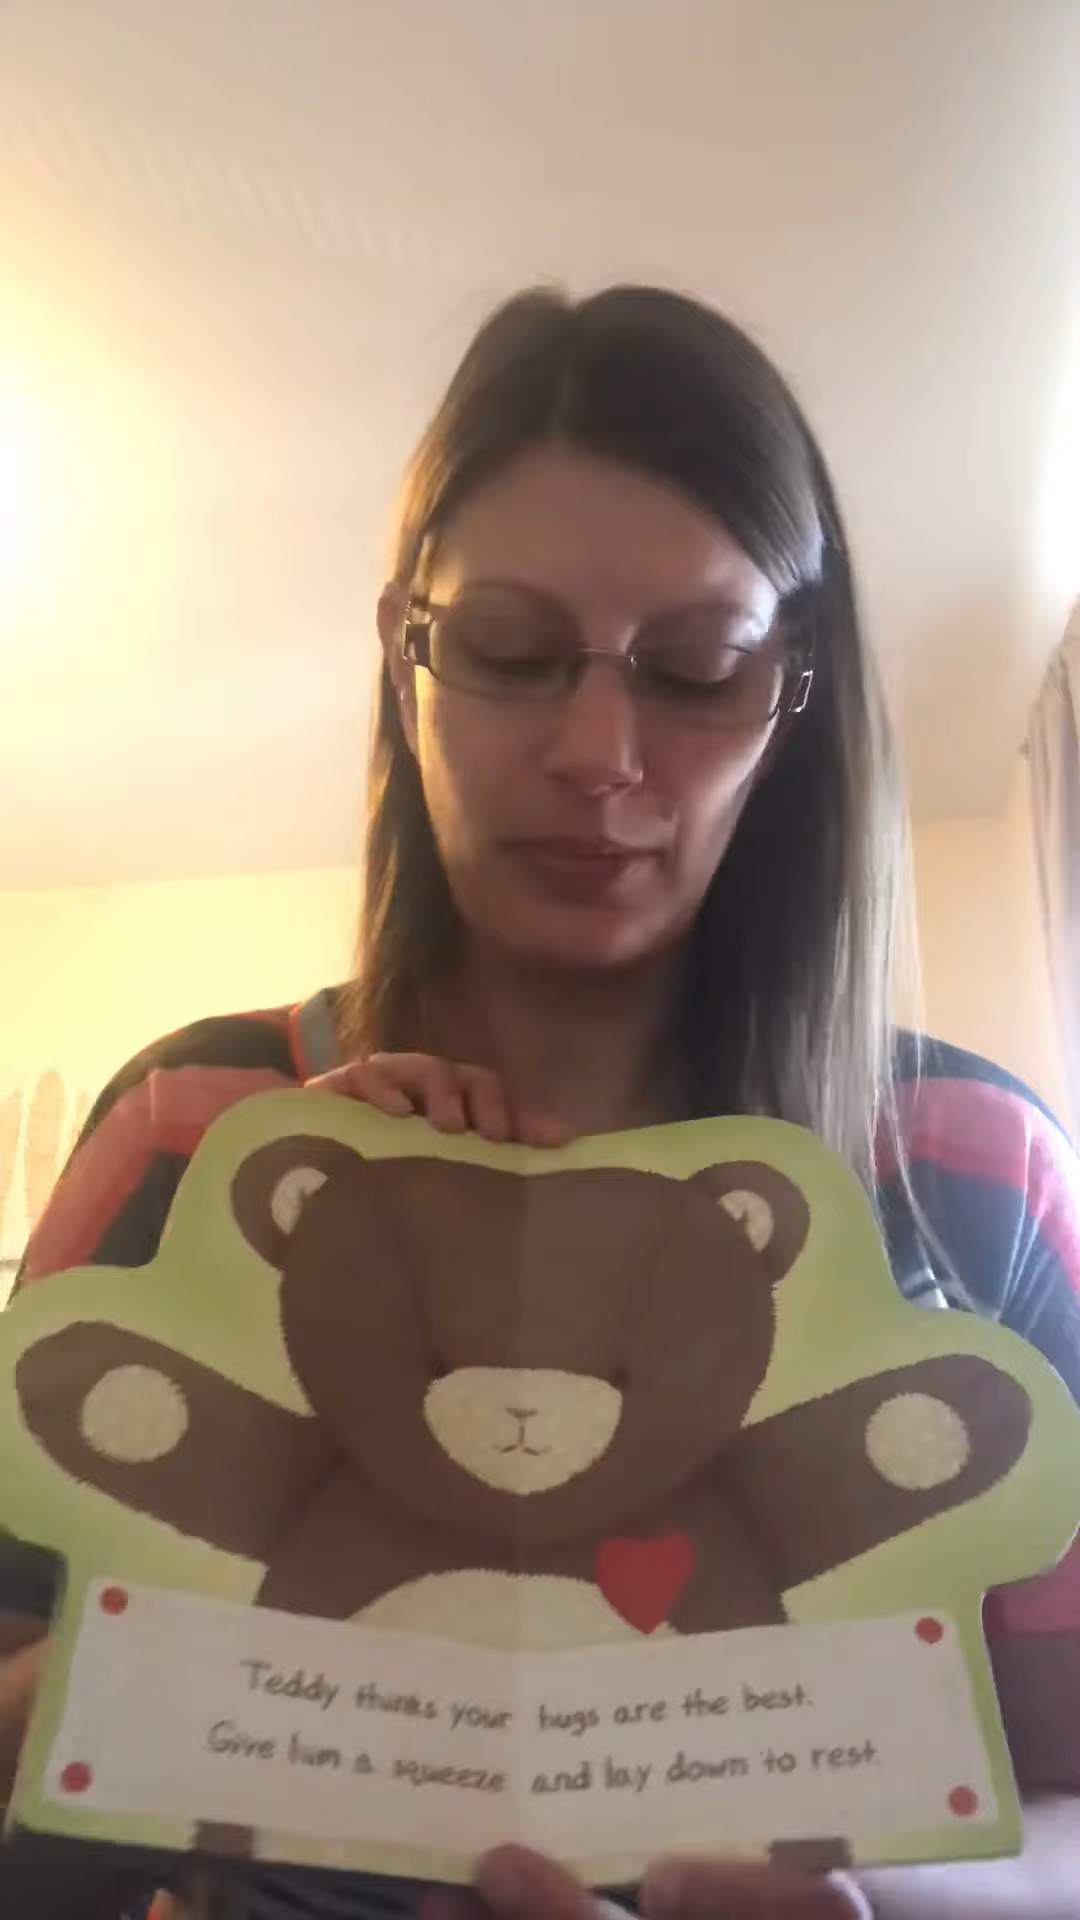 Teddy thinks your hugs are the best.
Give him a squeeze and lay down to rest.